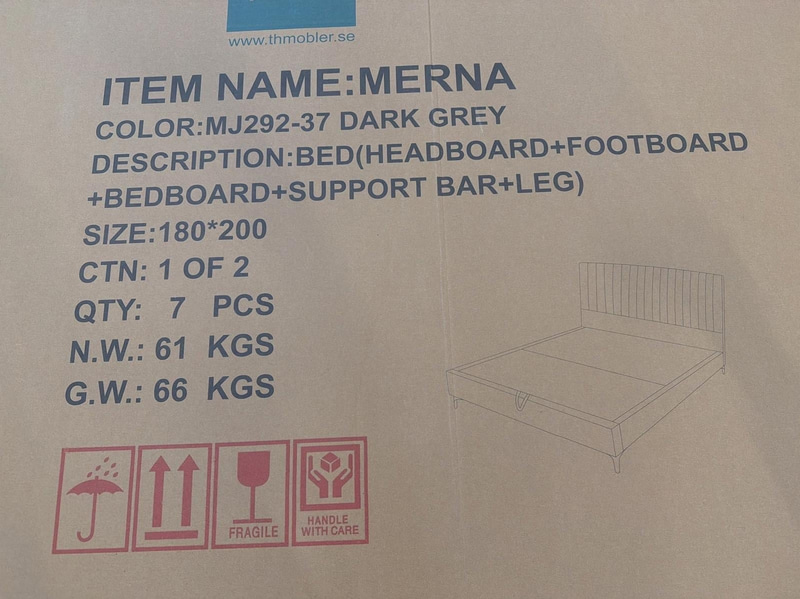 www.thmobler.se
ITEM NAME:MERNA
COLOR:MJ292-37 DARK GREY
DESCRIPTION:BED(HEADBOARD+FOOTBOARD
+BEDBOARD+SUPPORT BAR+LEG)
SIZE:180*200
CTN: 1 OF 2
QTY: 7 PCS
N.W.: 61 KGS
G.W.: 66 KGS
FRAGILE
HANDLE
WITH CARE